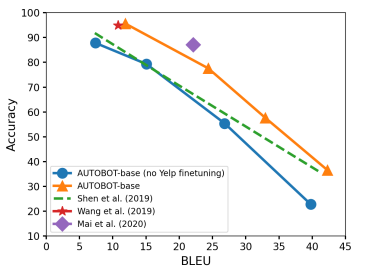 100
90
80
70
60
50
40
30
20
10
Accuracy
AUTOBOT-base (no Yelp finetuning)
AUTOBOT-base
Shen et al. (2019)
Wang et al. (2019)
Mai et al. (2020)
0 5 10 15 20 25 30 35 40 45
BLEU